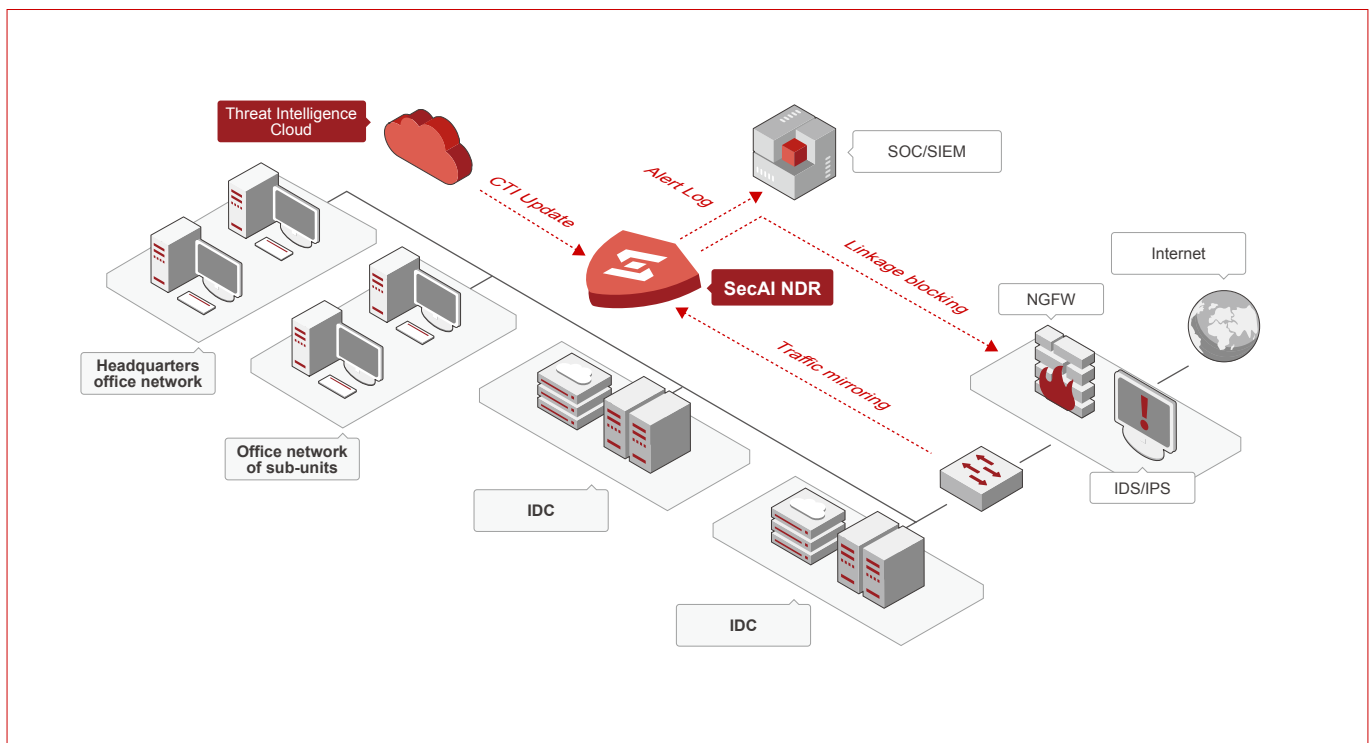 Threat Intelligence
Cloud
SOC/SIEM
CTI Update
Alert Log
Linkage blocking
Internet
SecAI NDR
NGFW
Traffic mirroring
Headquarters
office network
Office network
of sub-units
IDS/IPS
IDC
IDC